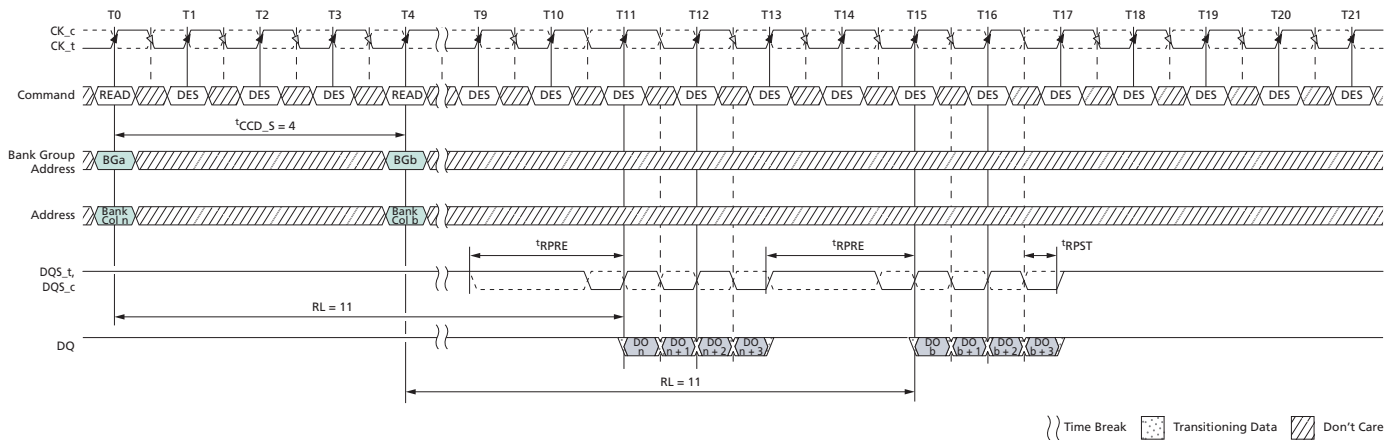 T0 T1 T2 T3 T4 T9 T10 T11 T12 T13 T14 T15 T16 T17 T18 T19 T20 T21
CK_c
CK_t
Command READ DES DES DES READ DES DES DES DES DES DES DES DES DES DES DES DES DES
tCCD_S = 4
Bank Group
Address
BGa BGb
Address
Bank
Col n
Bank
Col b
tRPRE tRPRE tRPST
DQS_t,
DQS_c
RL = 11
DQ
DO
n
DO
n + 1
DO
n + 2
DO
n + 3
DO
b
DO
b + 1
DO
b + 2
DO
b + 3
RL = 11
Time Break Transitioning Data Don't Care